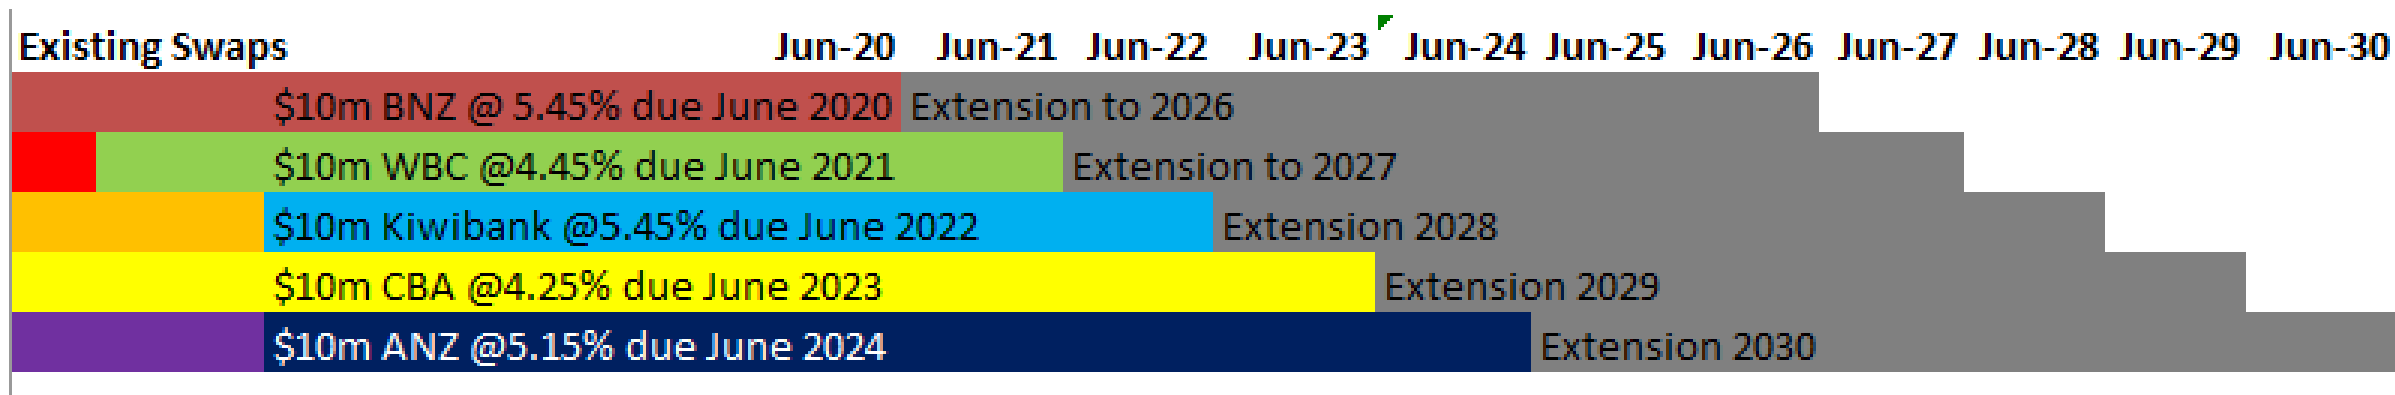 Existing Swaps Jun-20 Jun-21 Jun-22 Jun-23 Jun-24 Jun-25 Jun-26 Jun-27 Jun-28 Jun-29 Jun-30
$10m BNZ @ 5.45% due June 2020 Extension to 2026
$10m WBC @4.45% due June 2021 Extension to 2027
$10m Kiwibank @5.45% due June 2022 Extension 2028
$10m CBA @4.25% due June 2023 Extension 2029
$10m ANZ @5.15% due June 2024 Extension 2030